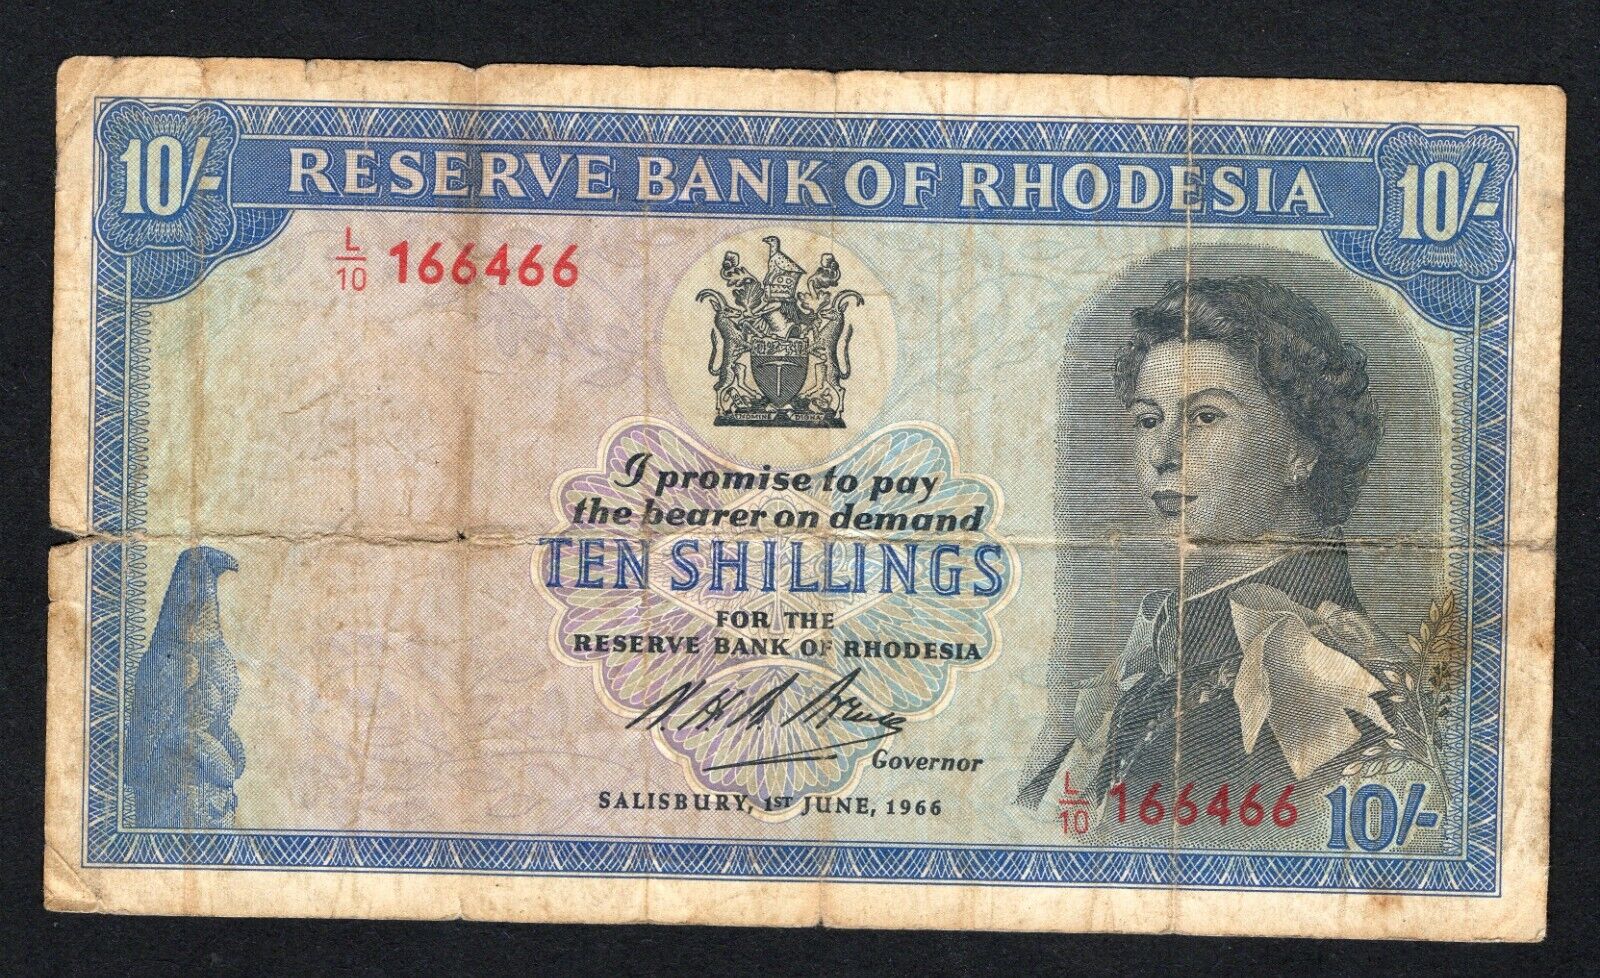 10/-
RESERVE BANK OF RHODESIA
10/-
L/10 166466
I promise to pay
the bearer on demand
TEN SHILLINGS
FOR THE
RESERVE BANK OF RHODESIA
Governor
SALISBURY, 1ST JUNE, 1966
L/10 166466
10/-